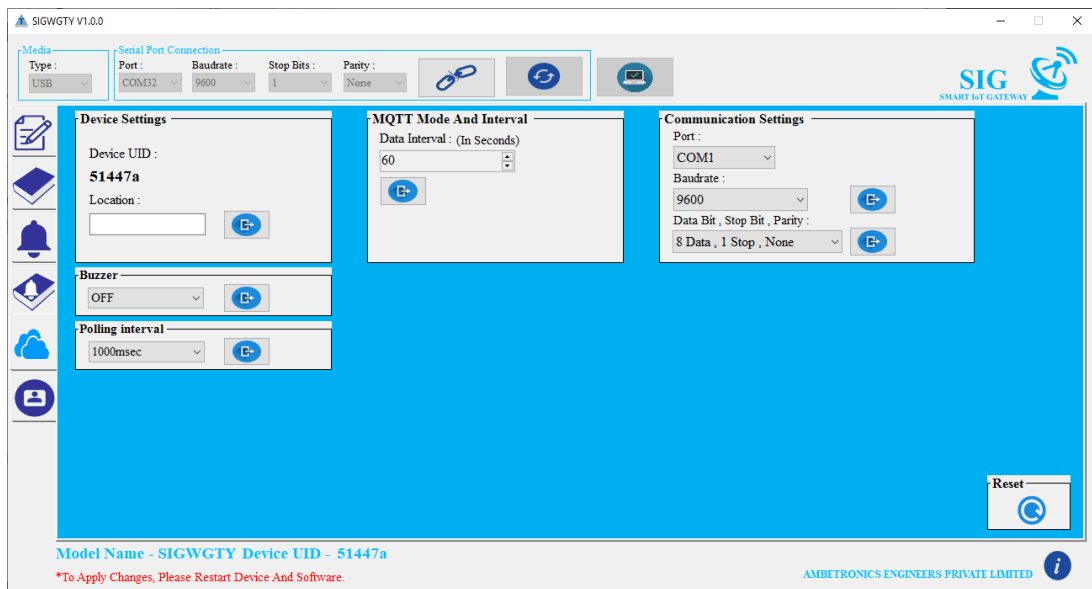 SIGWGTY V1.0.0
Media
Type :
USB
Serial Port Connection
Port :
Baudrate :
Stop Bits :
Parity :
COM32
9600
1
None
SIG
SMART IoT GATEWAY
Device Settings
Device UID :
51447a
Location :
Buzzer
OFF
Polling interval
1000msec
MQTT Mode And Interval
Data Interval : (In Seconds)
60
Communication Settings
Port :
COM1
Baudrate :
9600
Data Bit , Stop Bit , Parity :
8 Data , 1 Stop , None
Reset
Model Name - SIGWGTY Device UID - 51447a
*To Apply Changes, Please Restart Device And Software.
AMBETRONICS ENGINEERS PRIVATE LIMITED